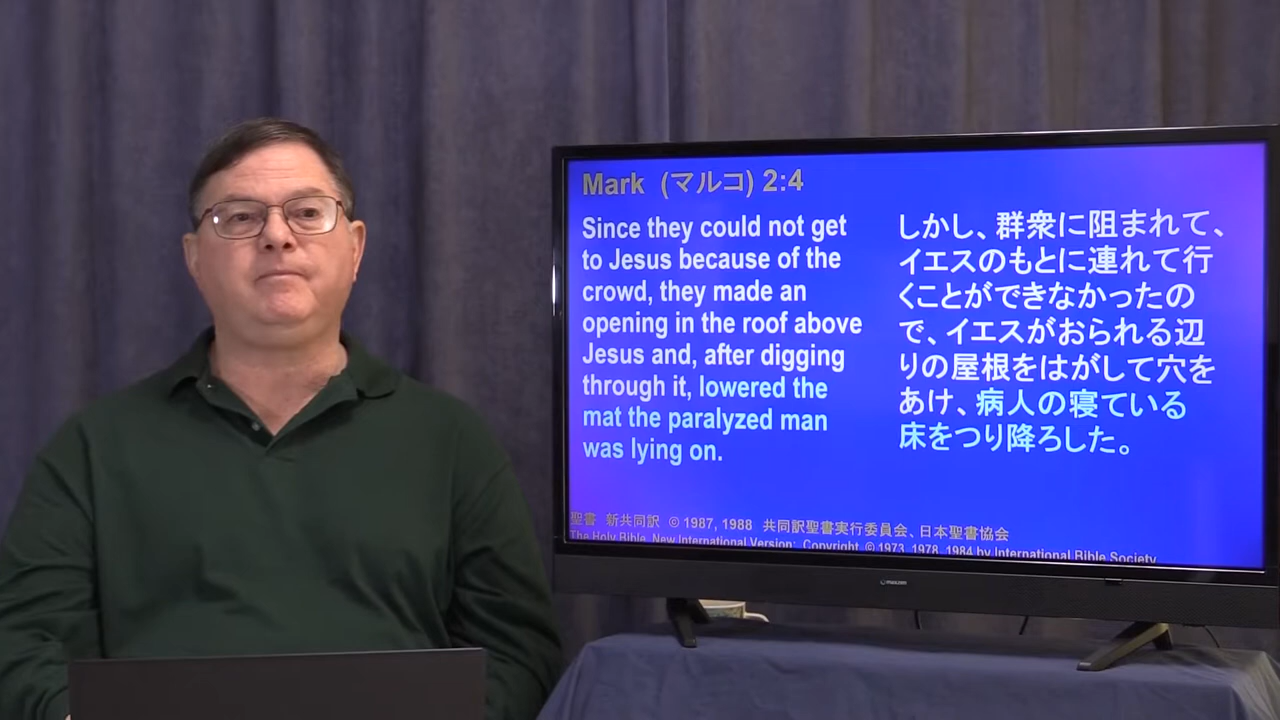 Mark (マルコ) 2:4
Since they could not get
to Jesus because of the
crowd, they made an
opening in the roof above
Jesus and, after digging
through it, lowered the
mat the paralyzed man
was lying on.
しかし、群衆に阻まれて、
イエスのもとに連れて行
くことができなかったの
で、イエスがおられる辺
りの屋根をはがして穴を
あけ、病人の寝ている
床をつり降ろした。
聖書 新共同訳 © 1987, 1988 共同訳聖書実行委員会、日本聖書協会
The Holy Bible, New International Version; Copyright © 1973, 1978, 1984 by International Bible Society